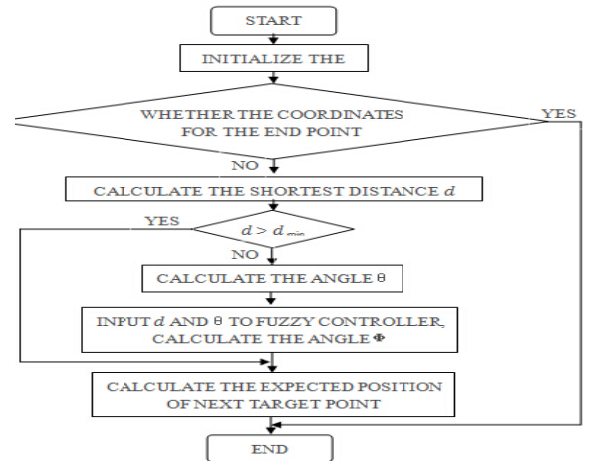 START
INITIALIZE THE
WHETHER THE COORDINATES
FOR THE END POINT
YES
NO
CALCULATE THE SHORTEST DISTANCE d
YES
d > d min
NO
CALCULATE THE ANGLE θ
INPUT d AND θ TO FUZZY CONTROLLER,
CALCULATE THE ANGLE Φ
CALCULATE THE EXPECTED POSITION
OF NEXT TARGET POINT
END